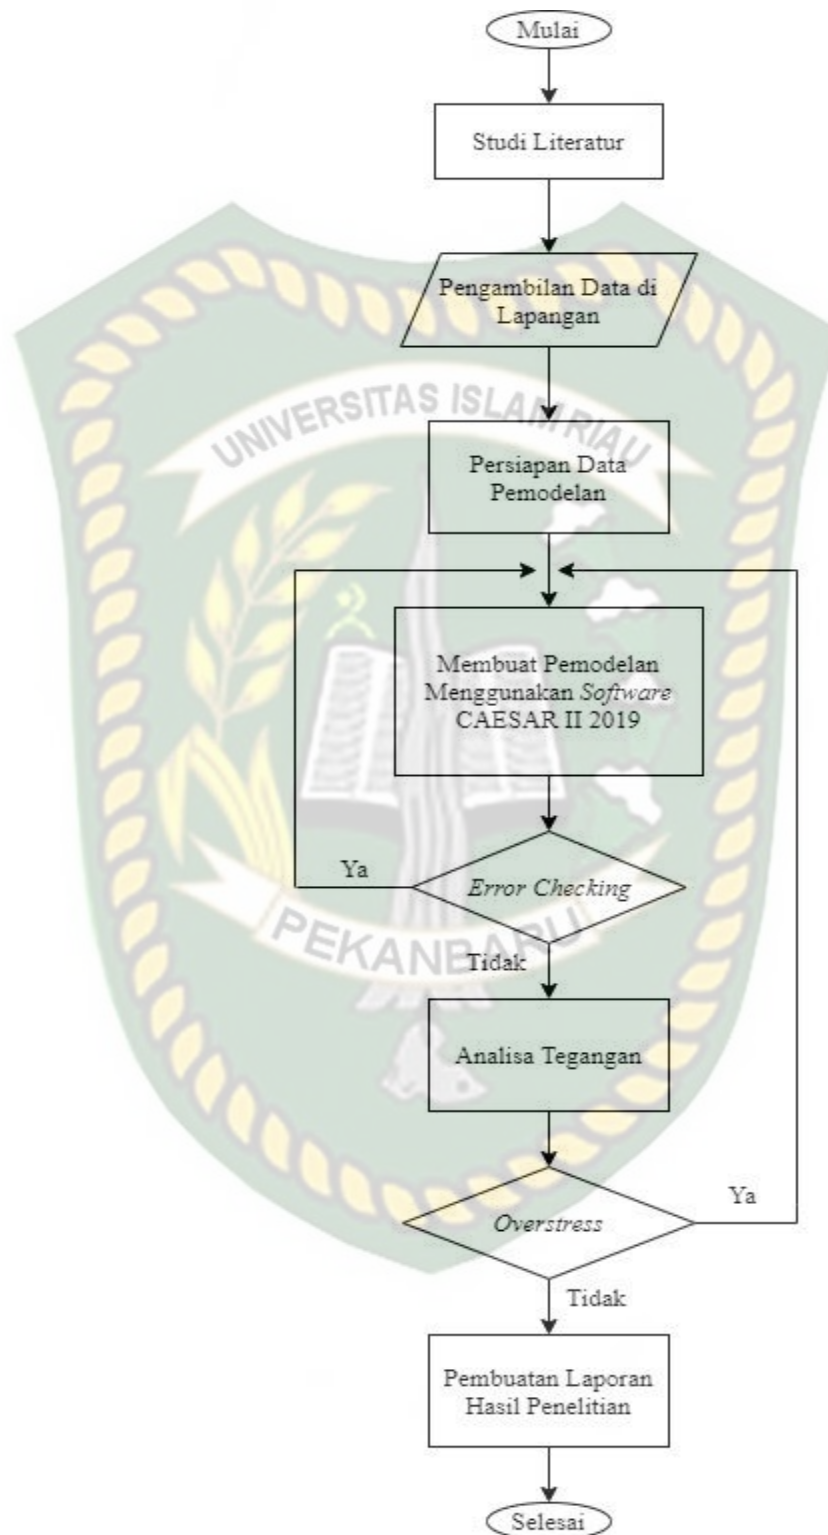 Mulai
Studi Literatur
Pengambilan Data di
Lapangan
UNIVERSITAS ISLAM RIAU
Persiapan Data
Pemodelan
Membuat Pemodelan
Menggunakan Software
CAESAR II 2019
Ya
Error Checking
PEKANBARU
Tidak
Analisa Tegangan
Ya
Overstress
Tidak
Pembuatan Laporan
Hasil Penelitian
Selesai